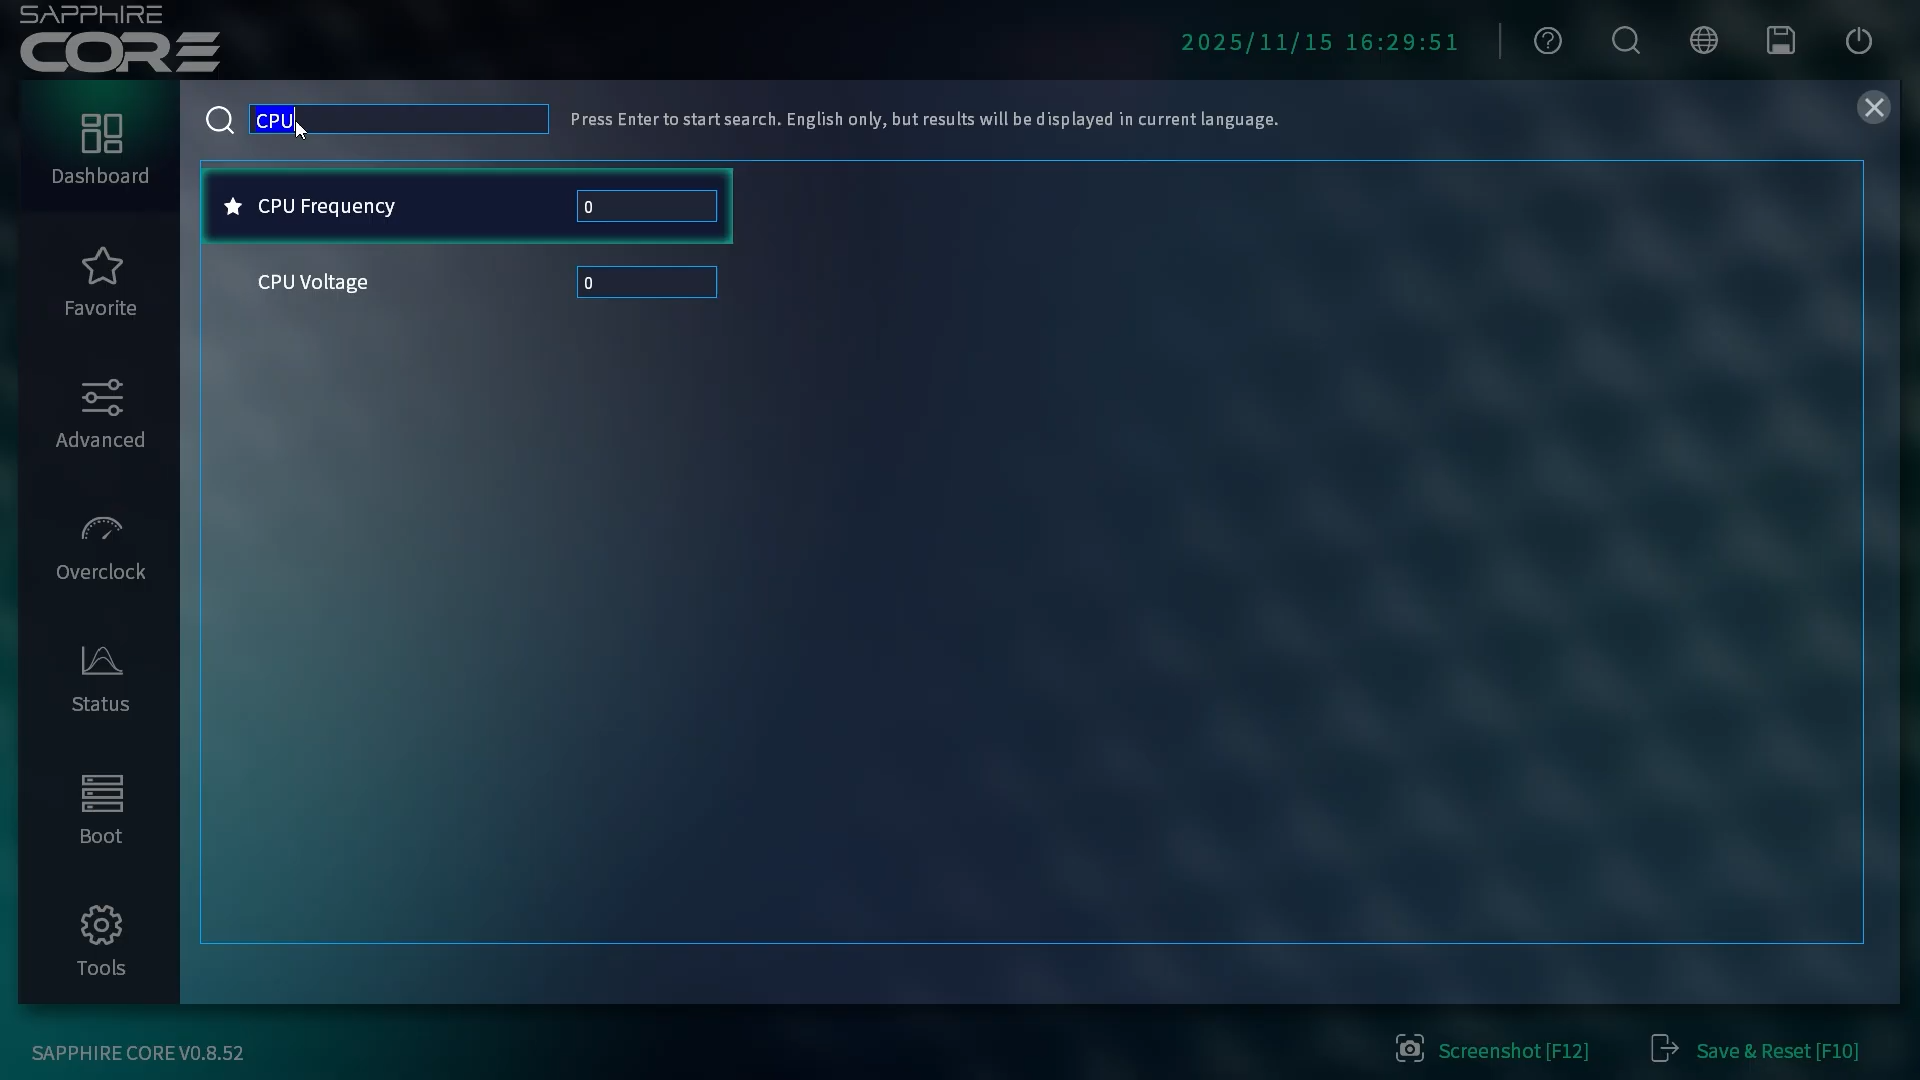 SAPPHIRE
CORE
2025/11/15 16:29:51
CPU
Press Enter to start search. English only, but results will be displayed in current language.
Dashboard
CPU Frequency
0
CPU Voltage
0
Favorite
Advanced
Overclock
Status
Boot
Tools
SAPPHIRE CORE V0.8.52
Screenshot [F12]
Save & Reset [F10]